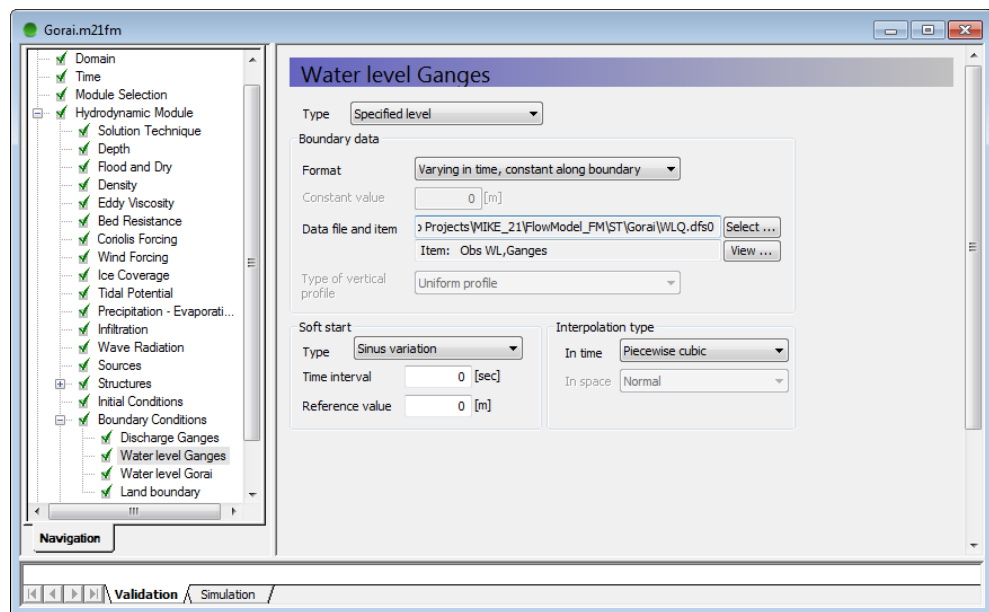 Gorai.m21fm
Domain
Time
Module Selection
Hydrodynamic Module
Solution Technique
Depth
Flood and Dry
Density
Eddy Viscosity
Bed Resistance
Coriolis Forcing
Wind Forcing
Ice Coverage
Tidal Potential
Precipitation - Evaporati...
Infiltration
Wave Radiation
Sources
Structures
Initial Conditions
Boundary Conditions
Discharge Ganges
Water level Ganges
Water level Gorai
Land boundary
Navigation
Water level Ganges
Type Specified level
Boundary data
Format Varying in time, constant along boundary
Constant value 0 [m]
Data file and item Projects\MIKE_21\FlowModel_FM\ST\Gorai\WLQ.dfs0 Select ...
Item: Obs WL,Ganges View ...
Type of vertical
profile Uniform profile
Soft start
Type Sinus variation
Time interval 0 [sec]
Reference value 0 [m]
Interpolation type
In time Piecewise cubic
In space Normal
Validation Simulation